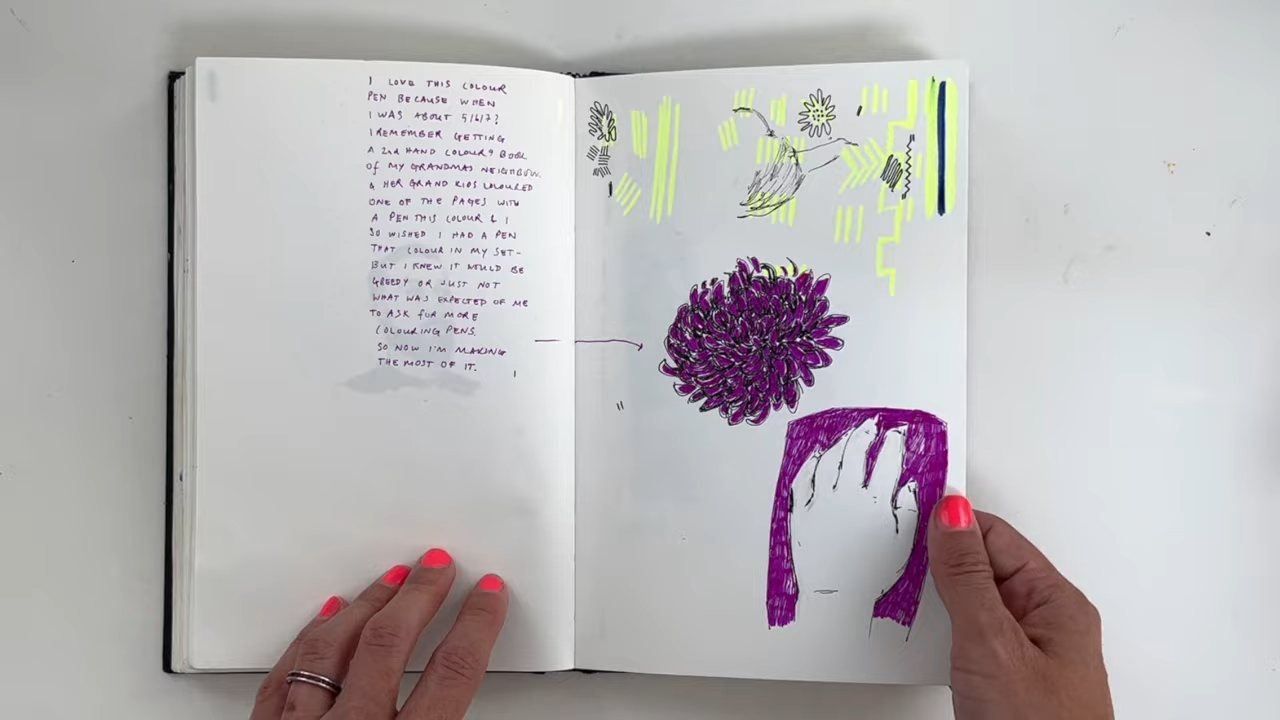 I LOVE THIS COLOUR
PEN BECAUSE WHEN
I WAS ABOUT 5/6/7?
I REMEMBER GETTING
A 2nd HAND COLOUR'G BOOK
OF MY GRANDMAS NEIGHBOUR
& HER GRAND KIDS COLOURED
ONE OF THE PAGES WITH
A PEN THIS COLOUR & I
SO WISHED I HAD A PEN
THAT COLOUR IN MY SET-
BUT I KNEW IT WOULD BE
GREEDY OR JUST NOT
WHAT WAS EXPECTED OF ME
TO ASK FOR MORE
COLOURING PENS.
SO NOW I'M MAKING
THE MOST OF IT.